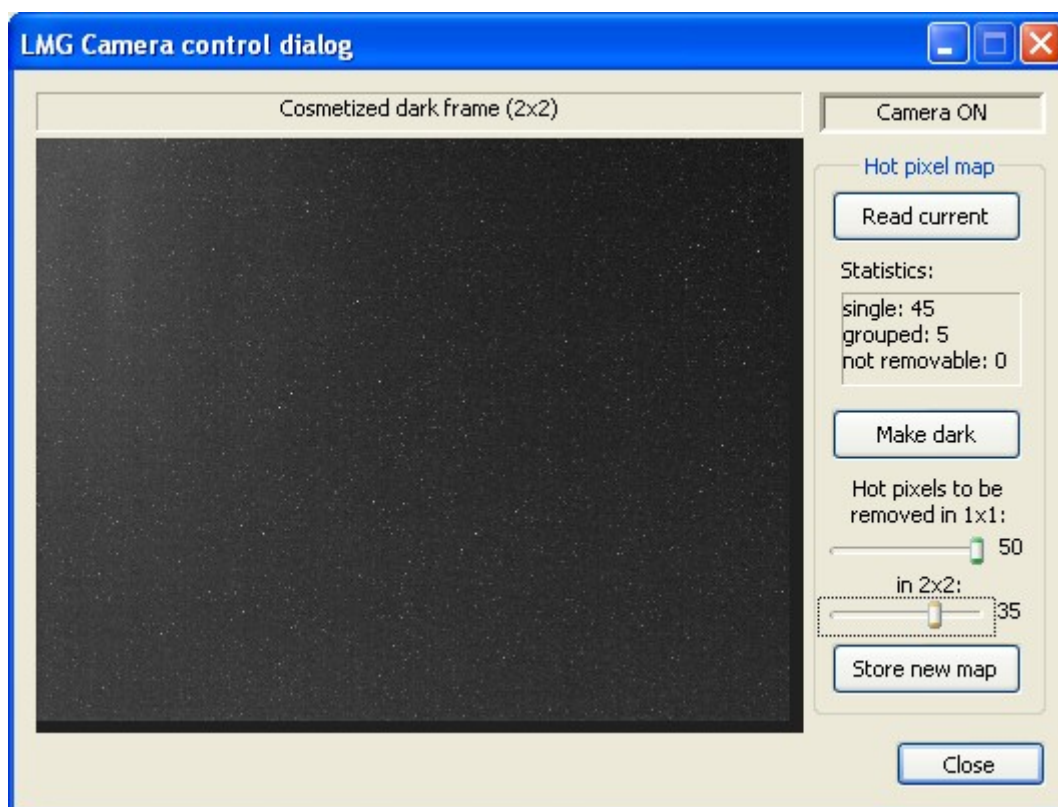 LMG Camera control dialog
Cosmetized dark frame (2x2)
Camera ON
Hot pixel map
Read current
Statistics:
single: 45
grouped: 5
not removable: 0
Make dark
Hot pixels to be
removed in 1x1:
50
in 2x2:
35
Store new map
Close